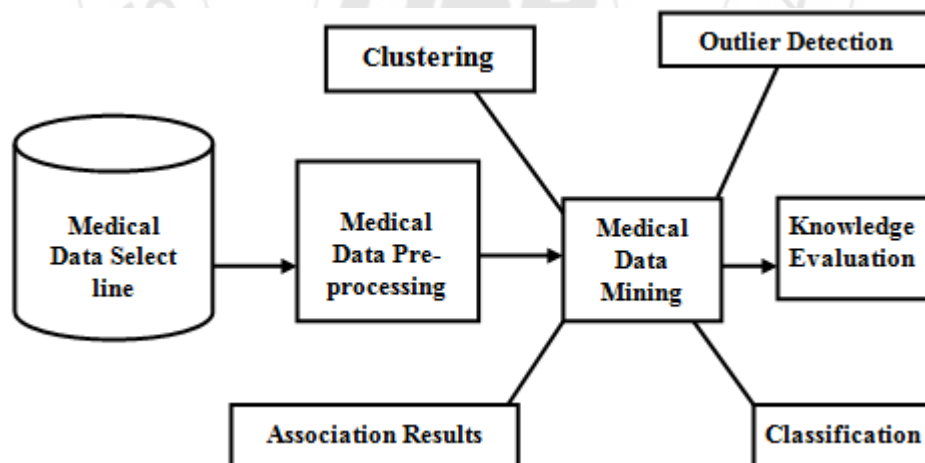 Clustering
Outlier Detection
Medical
Data Select
line
Medical
Data Pre-
processing
Medical
Data
Mining
Knowledge
Evaluation
Association Results
Classification